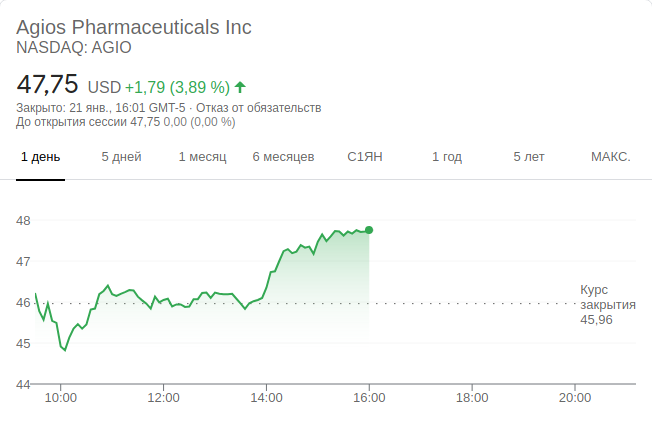 Agios Pharmaceuticals Inc
NASDAQ: AGIO
47,75 USD +1,79 (3,89 %)
Закрыто: 21 янв., 16:01 GMT-5 · Отказ от обязательств
До открытия сессии 47,75 0,00 (0,00 %)
1 день 5 дней 1 месяц 6 месяцев С1ЯН 1 год 5 лет МАКС.
48
47
46
45
44
Курс
закрытия
45,96
10:00 12:00 14:00 16:00 18:00 20:00